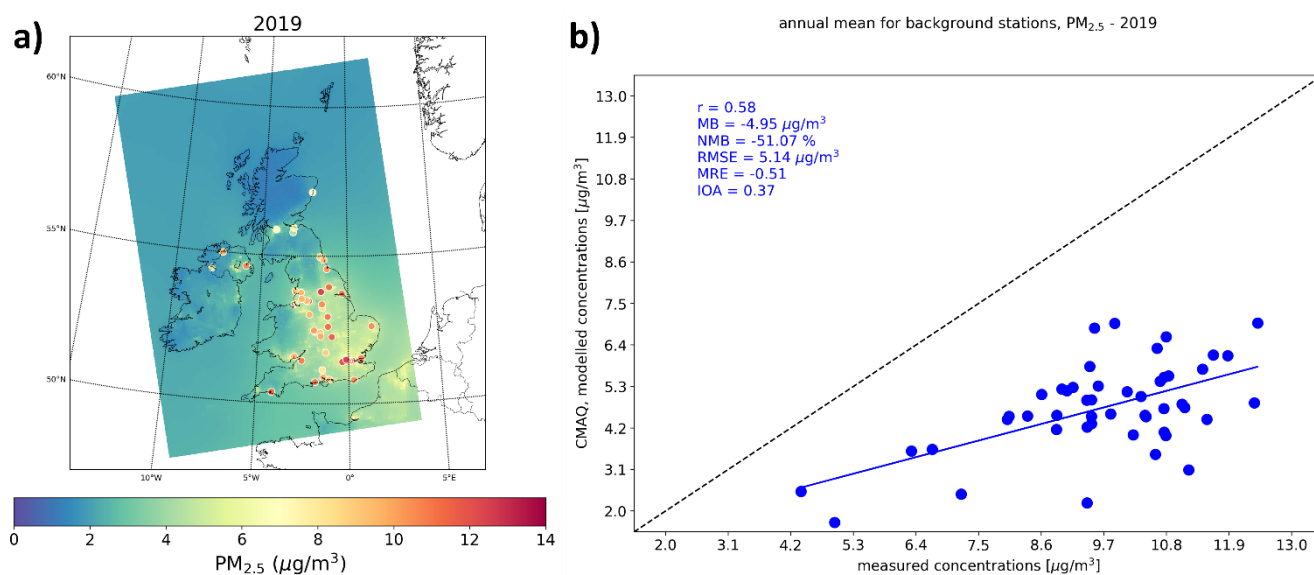 a)
2019
60°N
55°N
50°N
10°W
5°W
0°
5°E
0
2
4
6
8
10
12
14
PM2.5 (μg/m³)
b)
annual mean for background stations, PM2.5 - 2019
CMAQ, modelled concentrations [μg/m³]
13.0
11.9
10.8
9.7
8.6
7.5
6.4
5.3
4.2
3.1
2.0
r = 0.58
MB = -4.95 μg/m³
NMB = -51.07 %
RMSE = 5.14 μg/m³
MRE = -0.51
IOA = 0.37
2.0
3.1
4.2
5.3
6.4
7.5
8.6
9.7
10.8
11.9
13.0
measured concentrations [μg/m³]